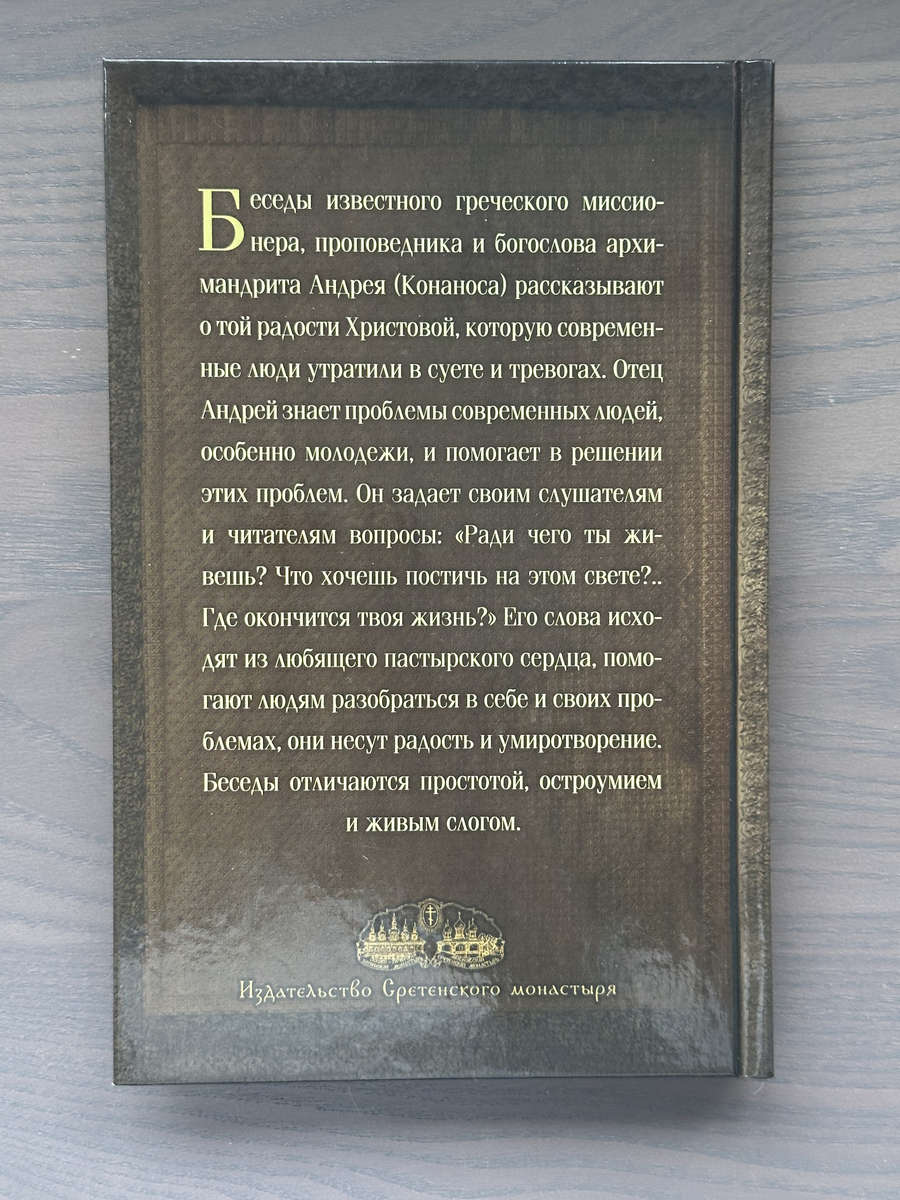 Беседы известного греческого миссио-
нера, проповедника и богослова архи-
мандрита Андрея (Конаноса) рассказывают
о той радости Христовой, которую современ-
ные люди утратили в суете и тревогах. Отец
Андрей знает проблемы современных людей,
особенно молодежи, и помогает в решении
этих проблем. Он задает своим слушателям
и читателям вопросы: «Ради чего ты жи-
вешь? Что хочешь постичь на этом свете?..
Где окончится твоя жизнь?» Его слова исхо-
дят из любящего пастырского сердца, помо-
гают людям разобраться в себе и своих про-
блемах, они несут радость и умиротворение.
Беседы отличаются простотой, остроумием
и живым слогом.
Издательство Сретенского монастыря